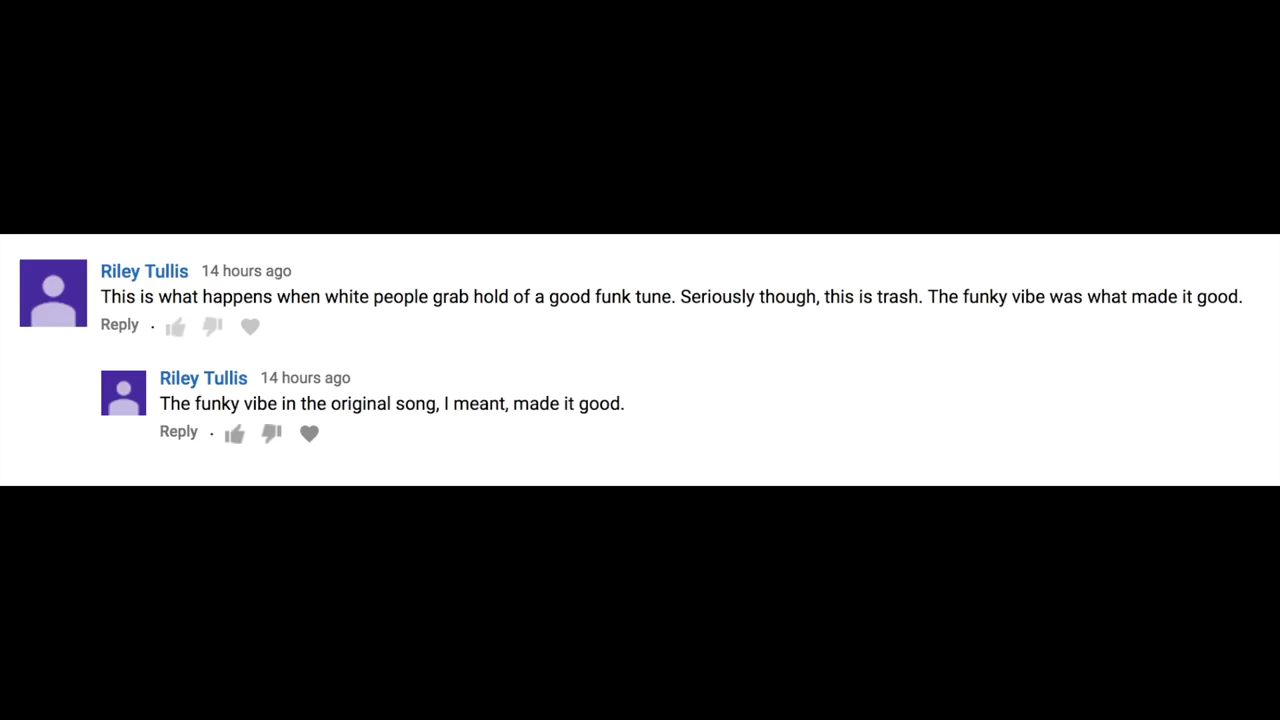 Riley Tullis 14 hours ago
This is what happens when white people grab hold of a good funk tune. Seriously though, this is trash. The funky vibe was what made it good.
Reply ·
Riley Tullis 14 hours ago
The funky vibe in the original song, I meant, made it good.
Reply ·